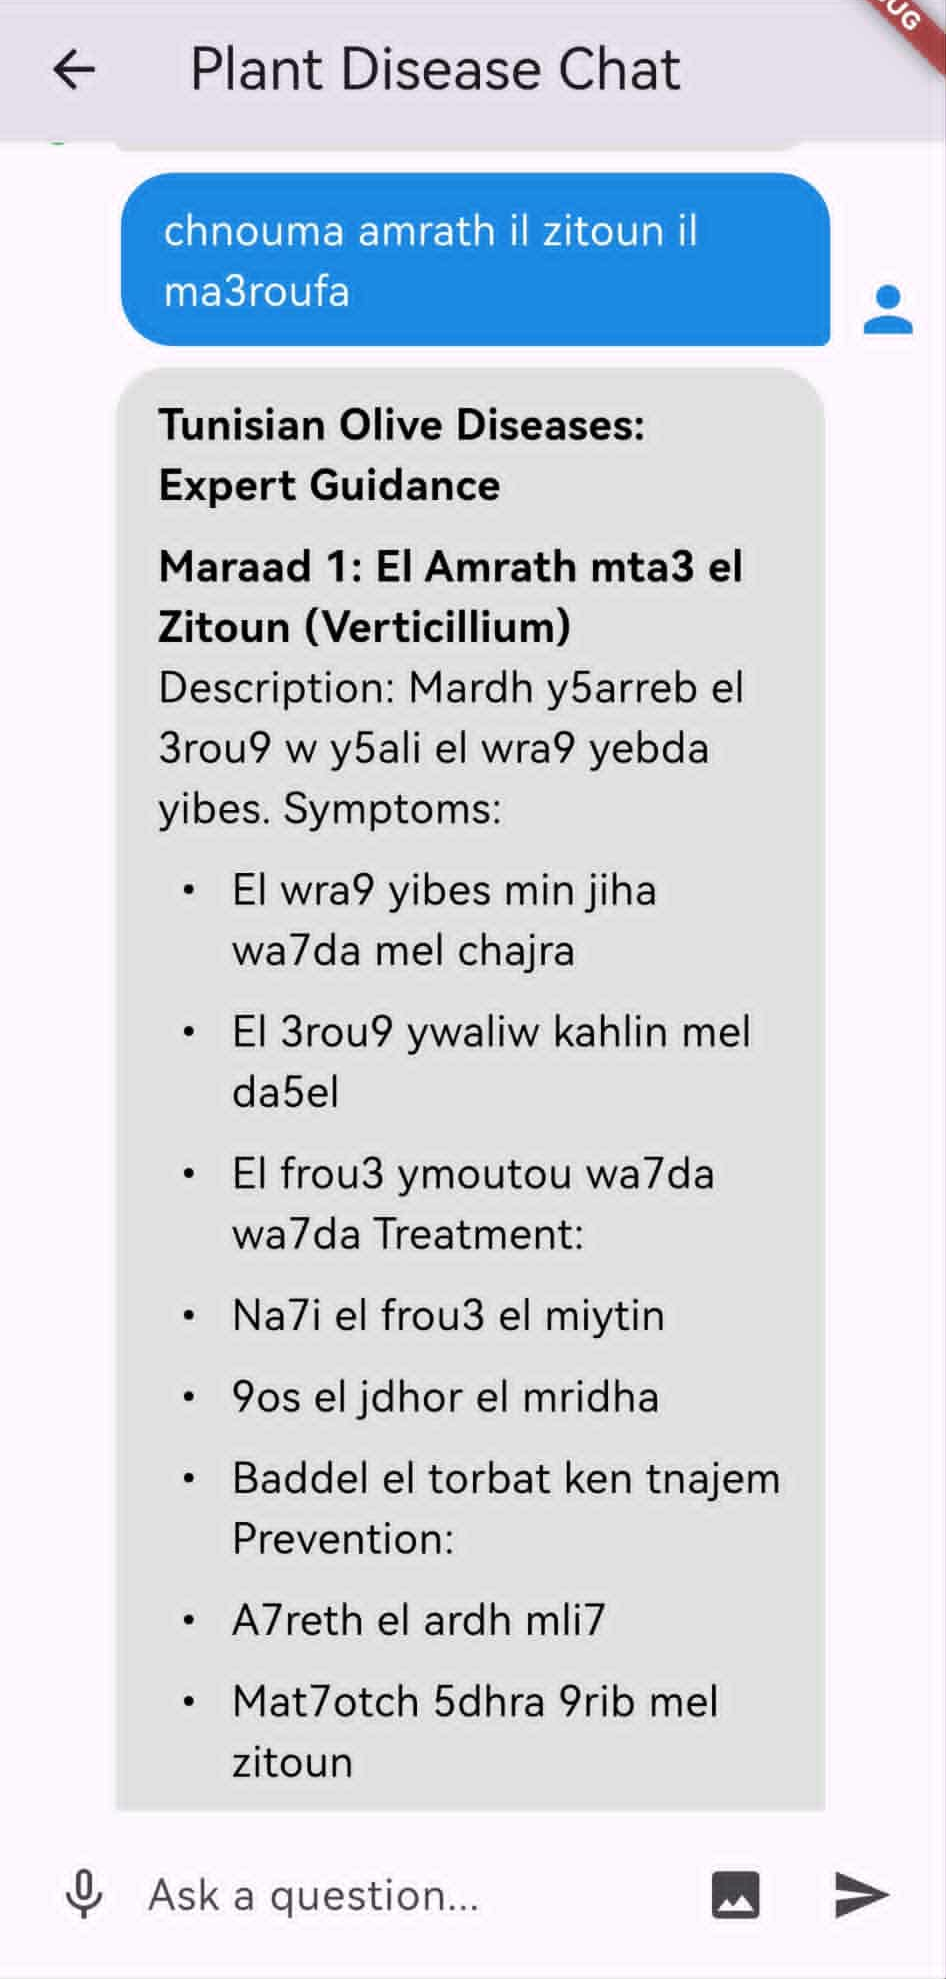 UG
Plant Disease Chat
chnouma amrath il zitoun il
ma3roufa
Tunisian Olive Diseases:
Expert Guidance
Maraad 1: El Amrath mta3 el
Zitoun (Verticillium)
Description: Mardh y5arreb el
3rou9 w y5ali el wra9 yebda
yibes. Symptoms:
• El wra9 yibes min jiha
wa7da mel chajra
• El 3rou9 ywaliw kahlin mel
da5el
• El frou3 ymoutou wa7da
wa7da Treatment:
• Na7i el frou3 el miytin
• 9os el jdhor el mridha
• Baddel el torbat ken tnajem
Prevention:
• A7reth el ardh mli7
• Mat7otch 5dhra 9rib mel
zitoun
Ask a question...